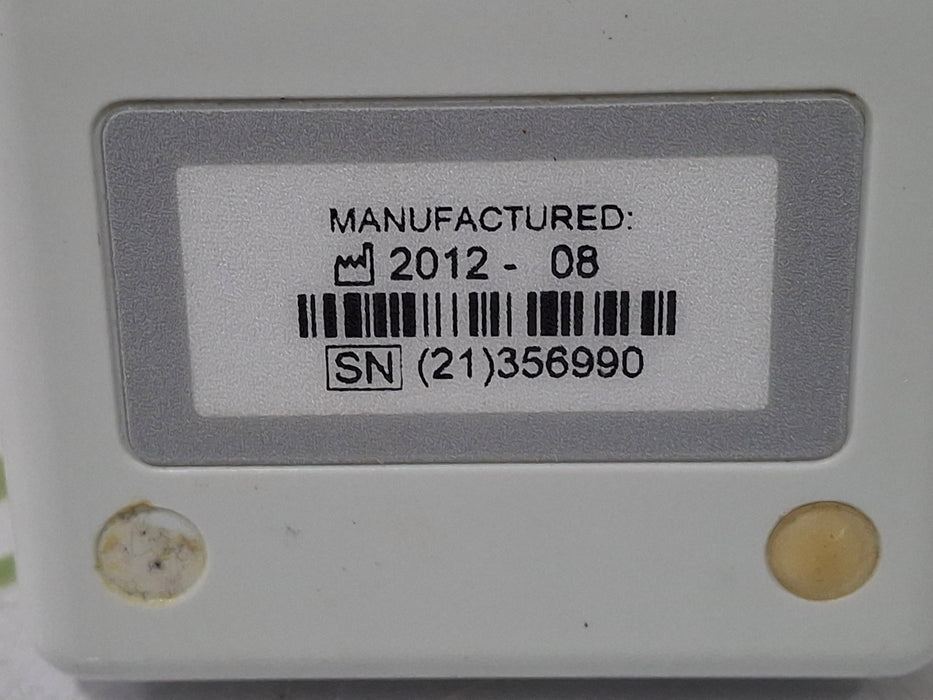 MANUFACTURED:
2012 - 08
SN (21)356990